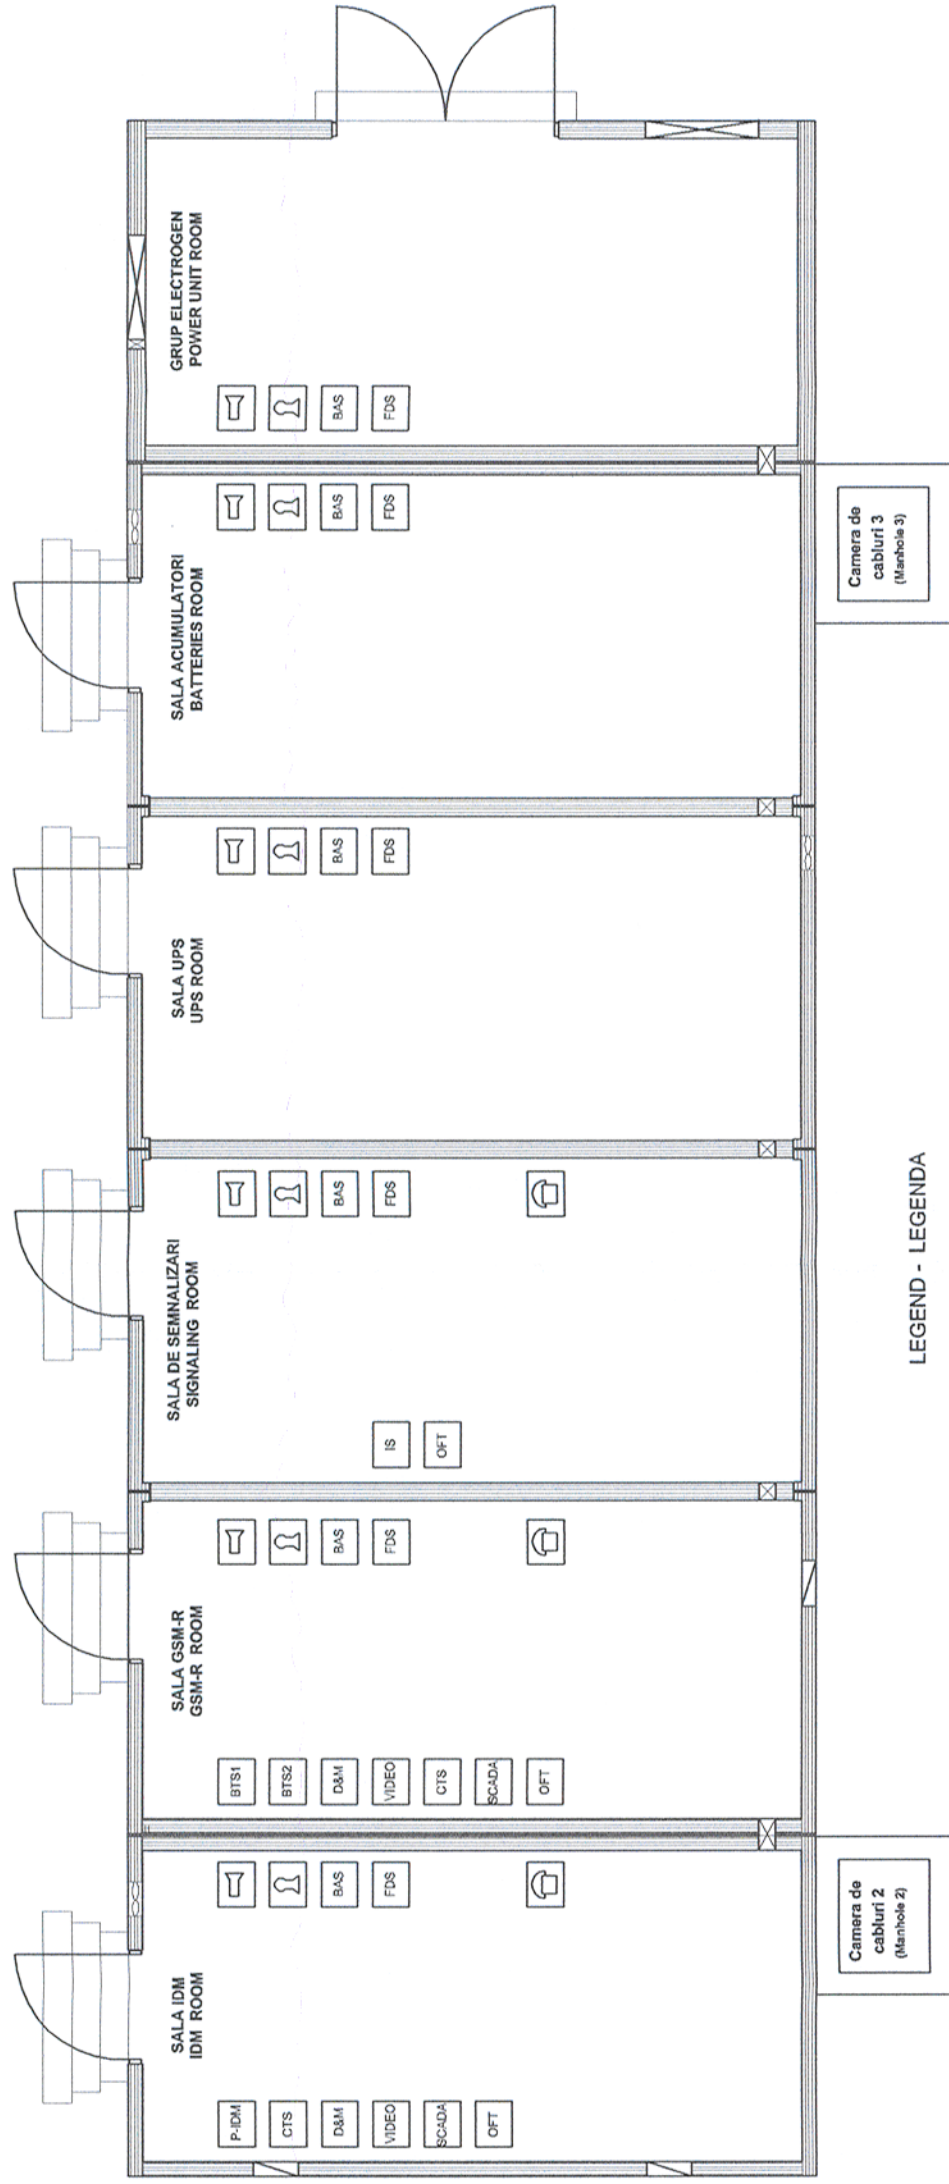 SALA IDM
IDM ROOM
P-IDM
CTS
D&M
VIDEO
SCADA
OFT
BAS
FDS
SALA GSM-R
GSM-R ROOM
BTS1
BTS2
D&M
VIDEO
CTS
SCADA
OFT
BAS
FDS
SALA DE SEMNALIZARI
SIGNALING ROOM
IS
OFT
BAS
FDS
SALA UPS
UPS ROOM
BAS
FDS
SALA ACUMULATORI
BATTERIES ROOM
BAS
FDS
GRUP ELECTROGEN
POWER UNIT ROOM
BAS
FDS
Camera de
cabluri 2
(Manhole 2)
Camera de
cabluri 3
(Manhole 3)
LEGEND - LEGENDA